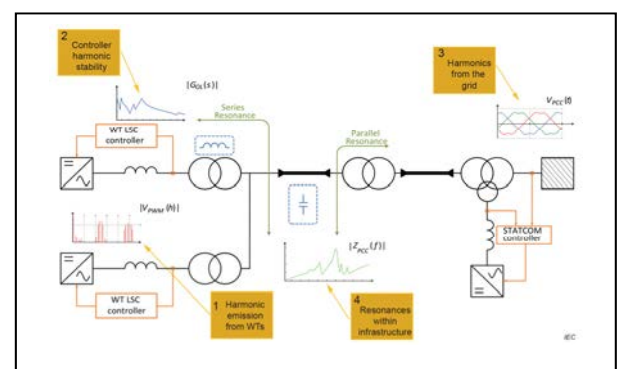 2
Controller
harmonic
stability
|G_OL(s)|
Series
Resonance
WT LSC
controller
Parallel
Resonance
3
Harmonics
from the
grid
V_PCC(t)
|V_PWM(h)|
WT LSC
controller
1
Harmonic
emission
from WTs
|Z_PCC(f)|
4
Resonances
within
infrastructure
STATCOM
controller
IEC